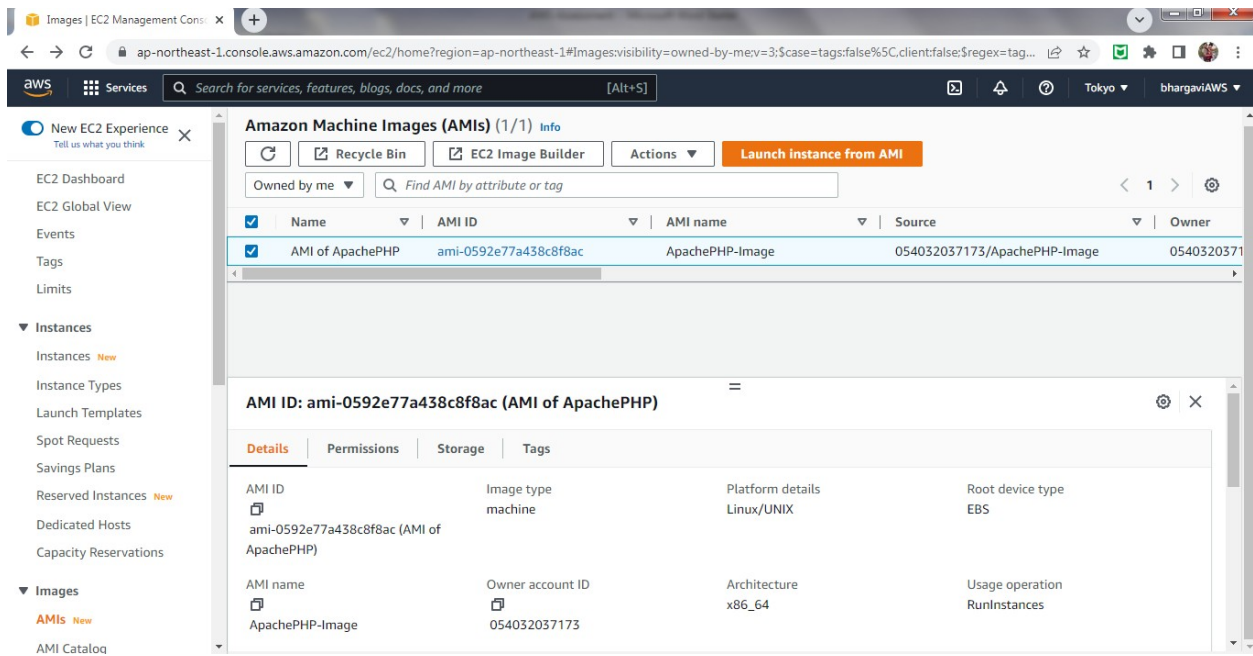 Images | EC2 Management Cons
ap-northeast-1.console.aws.amazon.com/ec2/home?region=ap-northeast-1#Images:visibility=owned-by-me;v=3;$case=tags:false%5C,client:false;$regex=tag...
aws Services Search for services, features, blogs, docs, and more [Alt+S] Tokyo bhargaviAWS
New EC2 Experience
Tell us what you think
EC2 Dashboard
EC2 Global View
Events
Tags
Limits
Instances
Instances New
Instance Types
Launch Templates
Spot Requests
Savings Plans
Reserved Instances New
Dedicated Hosts
Capacity Reservations
Images
AMIs New
AMI Catalog
Amazon Machine Images (AMIs) (1/1) Info
Recycle Bin EC2 Image Builder Actions Launch instance from AMI
Owned by me Find AMI by attribute or tag 1
Name AMI ID AMI name Source Owner
AMI of ApachePHP ami-0592e77a438c8f8ac ApachePHP-Image 054032037173/ApachePHP-Image 0540320371
AMI ID: ami-0592e77a438c8f8ac (AMI of ApachePHP)
Details Permissions Storage Tags
AMI ID Image type Platform details Root device type
machine Linux/UNIX EBS
ami-0592e77a438c8f8ac (AMI of
ApachePHP)
AMI name Owner account ID Architecture Usage operation
x86_64 RunInstances
ApachePHP-Image 054032037173